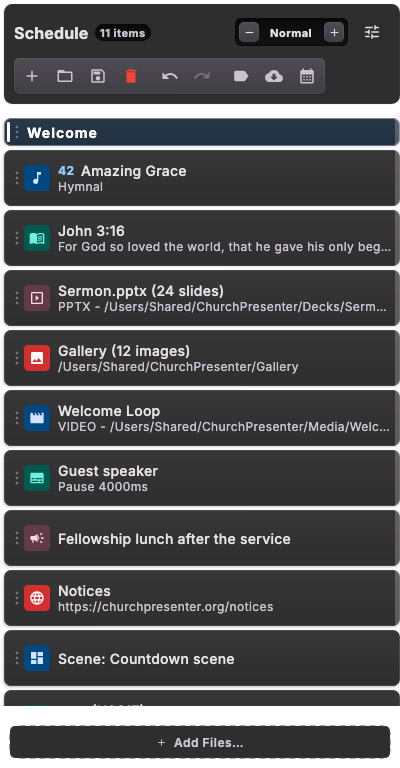 Schedule 11 items
Normal
Welcome
42 Amazing Grace
Hymnal
John 3:16
For God so loved the world, that he gave his only beg...
Sermon.pptx (24 slides)
PPTX - /Users/Shared/ChurchPresenter/Decks/Serm...
Gallery (12 images)
/Users/Shared/ChurchPresenter/Gallery
Welcome Loop
VIDEO - /Users/Shared/ChurchPresenter/Media/Welc...
Guest speaker
Pause 4000ms
Fellowship lunch after the service
Notices
https://churchpresenter.org/notices
Scene: Countdown scene
+ Add Files...